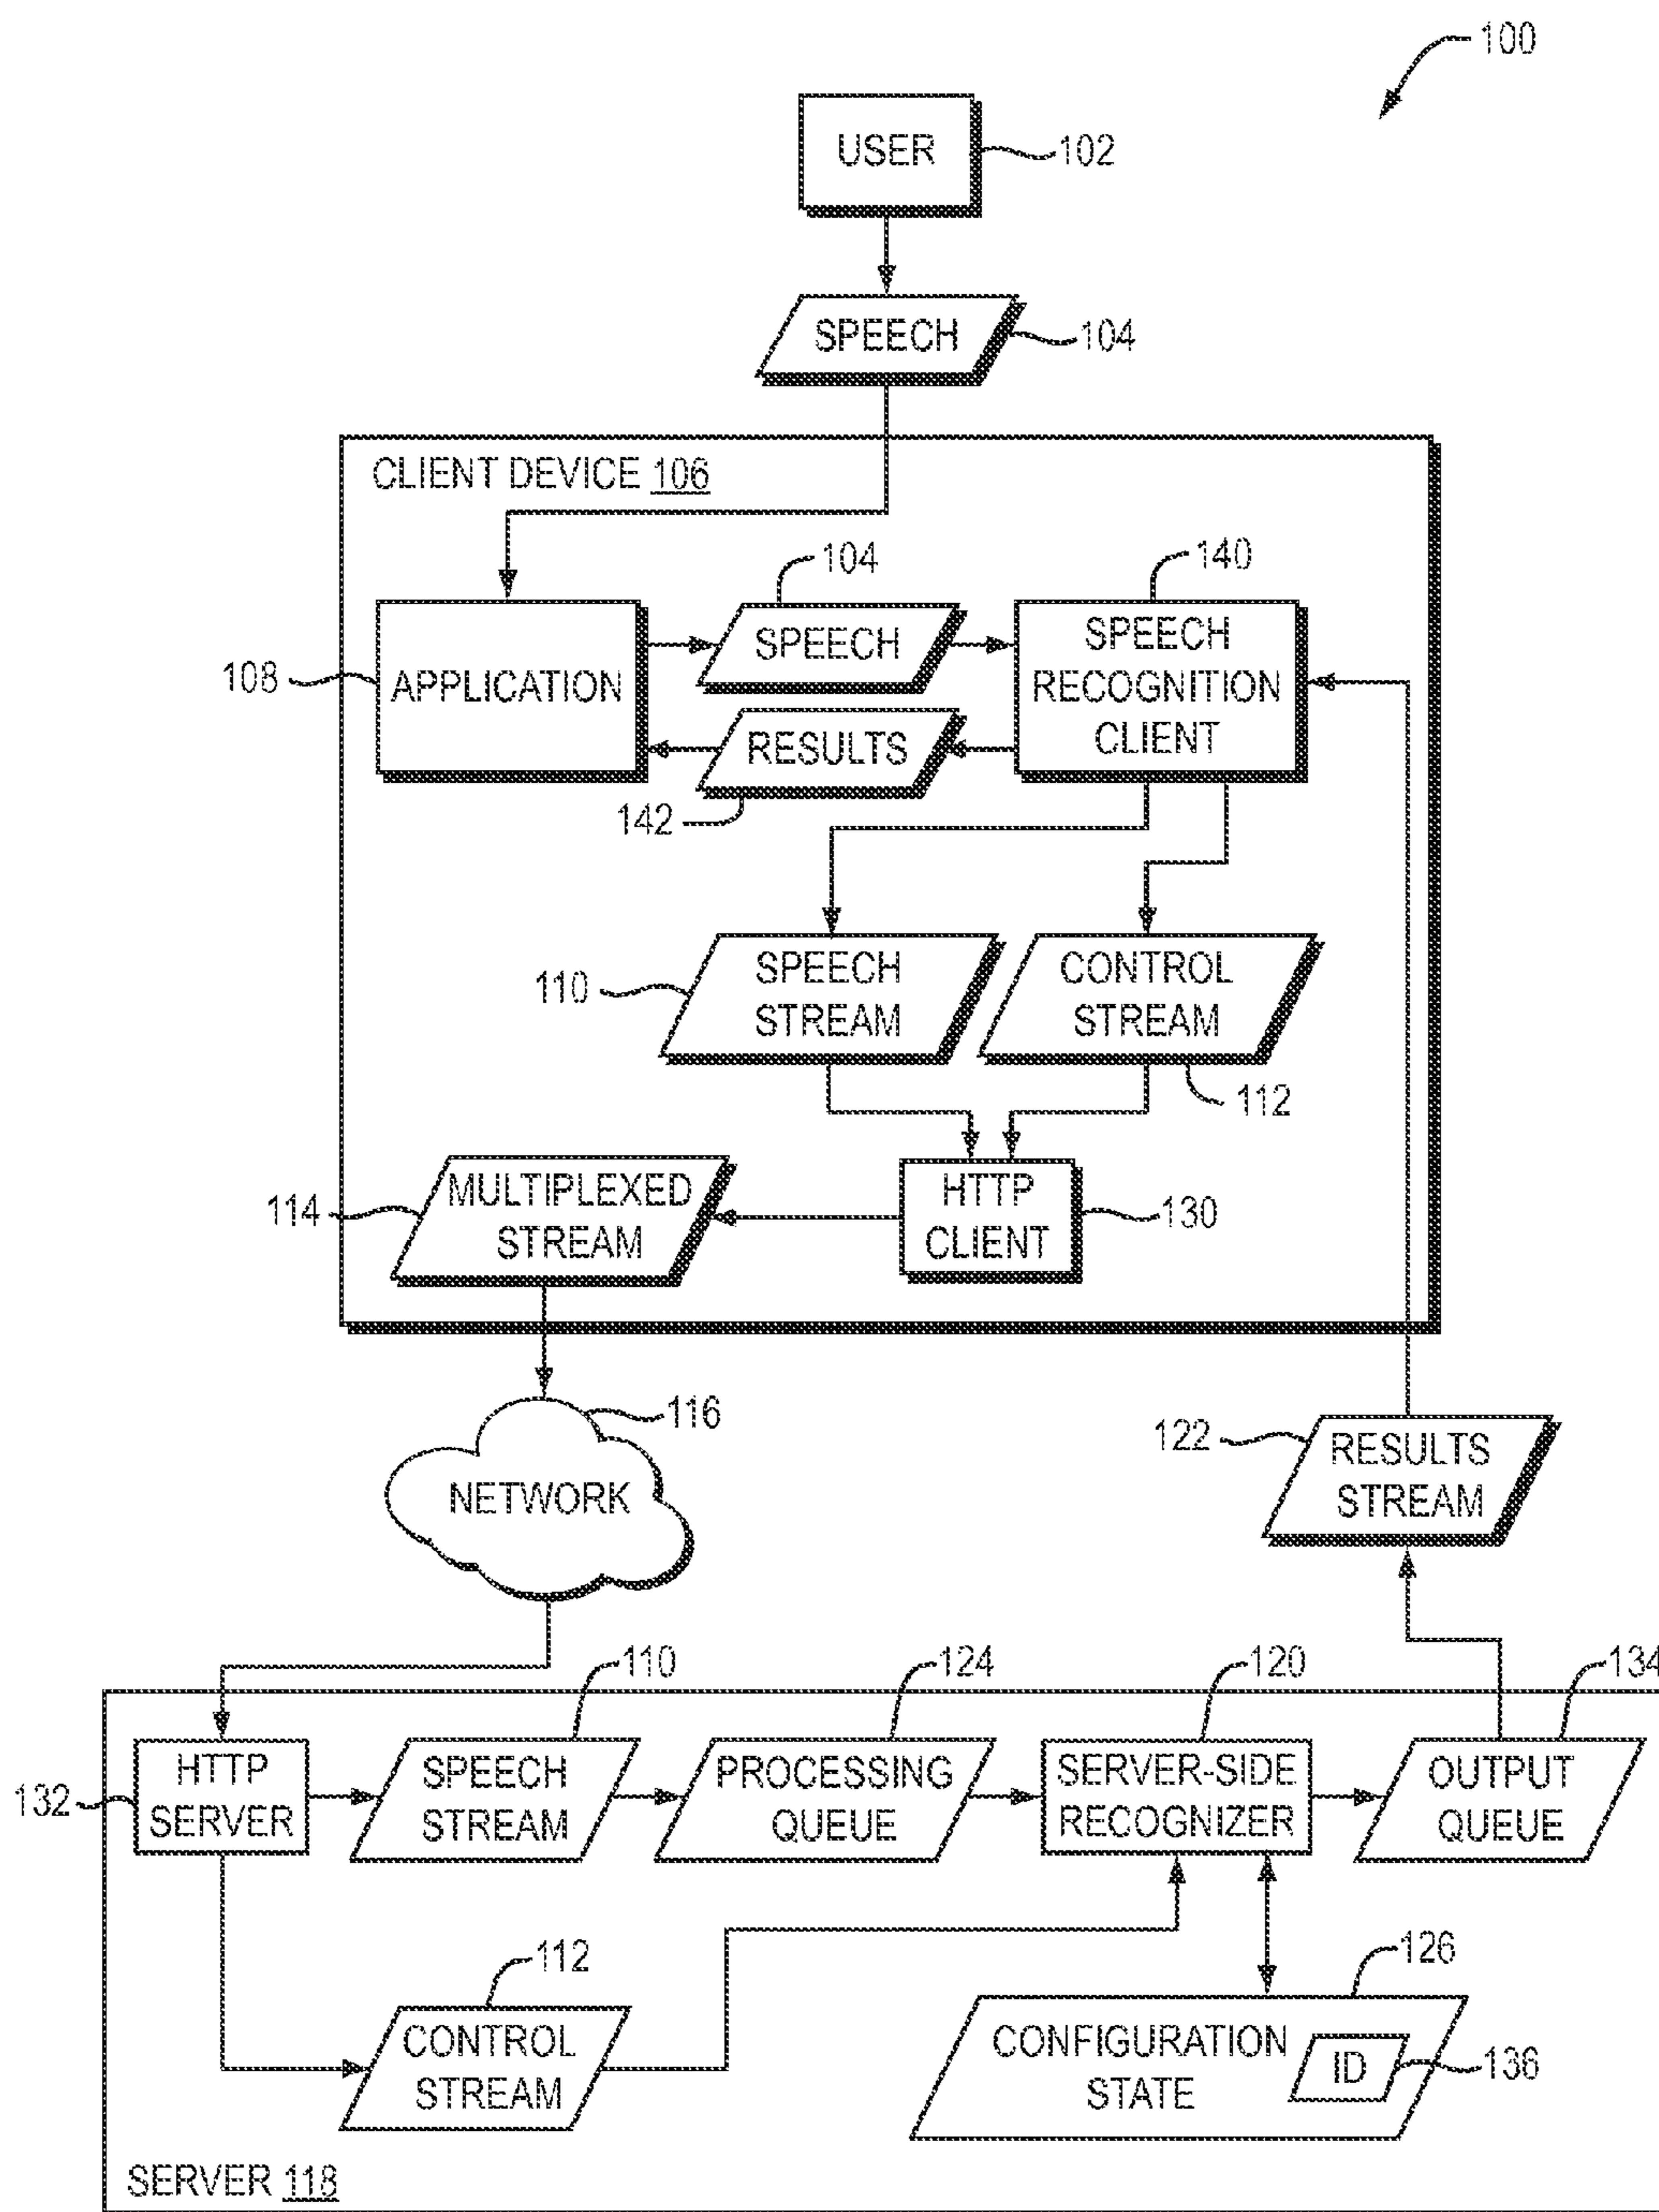 100
USER
102
SPEECH
104
CLIENT DEVICE 106
104
140
SPEECH
SPEECH
RECOGNITION
CLIENT
108
APPLICATION
RESULTS
142
110
SPEECH
STREAM
CONTROL
STREAM
112
114
MULTIPLEXED
STREAM
HTTP
CLIENT
130
116
NETWORK
122
RESULTS
STREAM
110
124
120
134
132
HTTP
SERVER
SPEECH
STREAM
PROCESSING
QUEUE
SERVER-SIDE
RECOGNIZER
OUTPUT
QUEUE
112
126
CONTROL
STREAM
CONFIGURATION
STATE
ID
136
SERVER 118